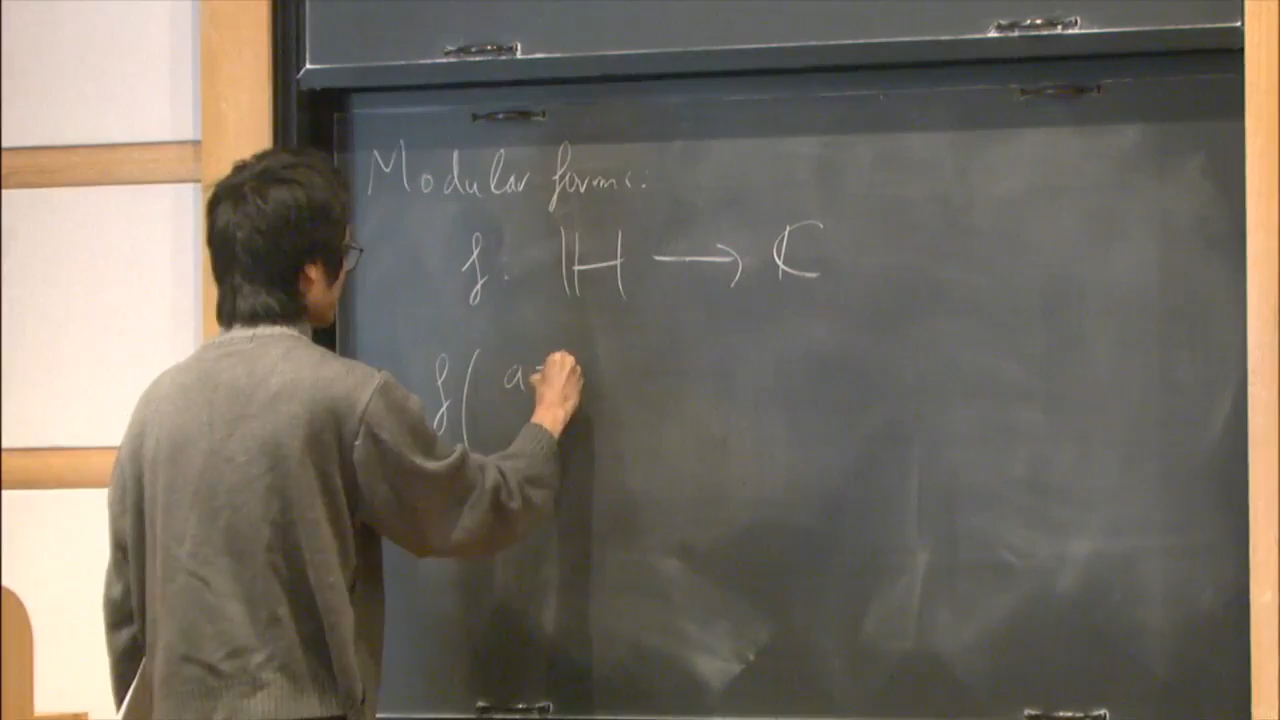 Modular forms:
f: ℍ ⟶ ℂ
f( a